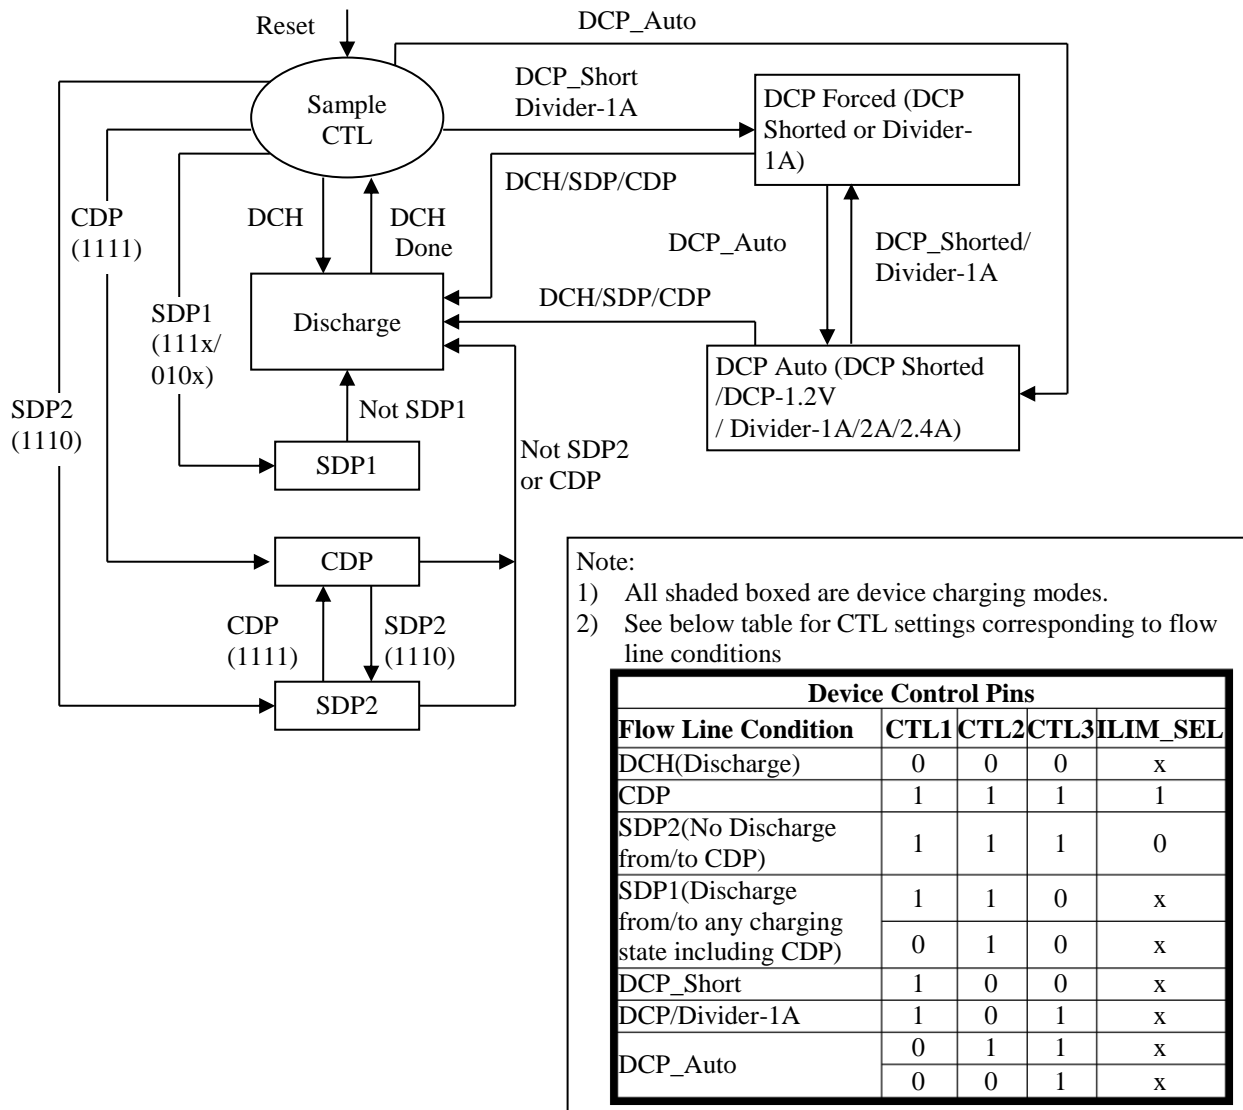 Reset
DCP_Auto
Sample
CTL
DCP_Short
Divider-1A
DCP Forced (DCP
Shorted or Divider-
1A)
DCH/SDP/CDP
CDP
(1111)
DCH
DCH
Done
DCP_Auto
DCP_Shorted/
Divider-1A
SDP1
(111x/
010x)
Discharge
DCH/SDP/CDP
DCP Auto (DCP Shorted
/DCP-1.2V
/ Divider-1A/2A/2.4A)
SDP2
(1110)
Not SDP1
SDP1
Not SDP2
or CDP
CDP
CDP
(1111)
SDP2
(1110)
SDP2
Note:
1) All shaded boxed are device charging modes.
2) See below table for CTL settings corresponding to flow
line conditions
Device Control Pins
Flow Line Condition CTL1 CTL2 CTL3 ILIM_SEL
DCH(Discharge) 0 0 0 x
CDP 1 1 1 1
SDP2(No Discharge
from/to CDP) 1 1 1 0
SDP1(Discharge 1 1 0 x
from/to any charging
state including CDP) 0 1 0 x
DCP_Short 1 0 0 x
DCP/Divider-1A 1 0 1 x
DCP_Auto 0 1 1 x
0 0 1 x